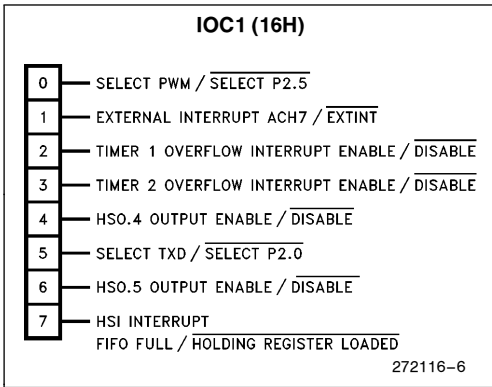 IOC1 (16H)
0 SELECT PWM / SELECT P2.5
1 EXTERNAL INTERRUPT ACH7 / EXTINT
2 TIMER 1 OVERFLOW INTERRUPT ENABLE / DISABLE
3 TIMER 2 OVERFLOW INTERRUPT ENABLE / DISABLE
4 HSO.4 OUTPUT ENABLE / DISABLE
5 SELECT TXD / SELECT P2.0
6 HSO.5 OUTPUT ENABLE / DISABLE
7 HSI INTERRUPT
FIFO FULL / HOLDING REGISTER LOADED
272116-6